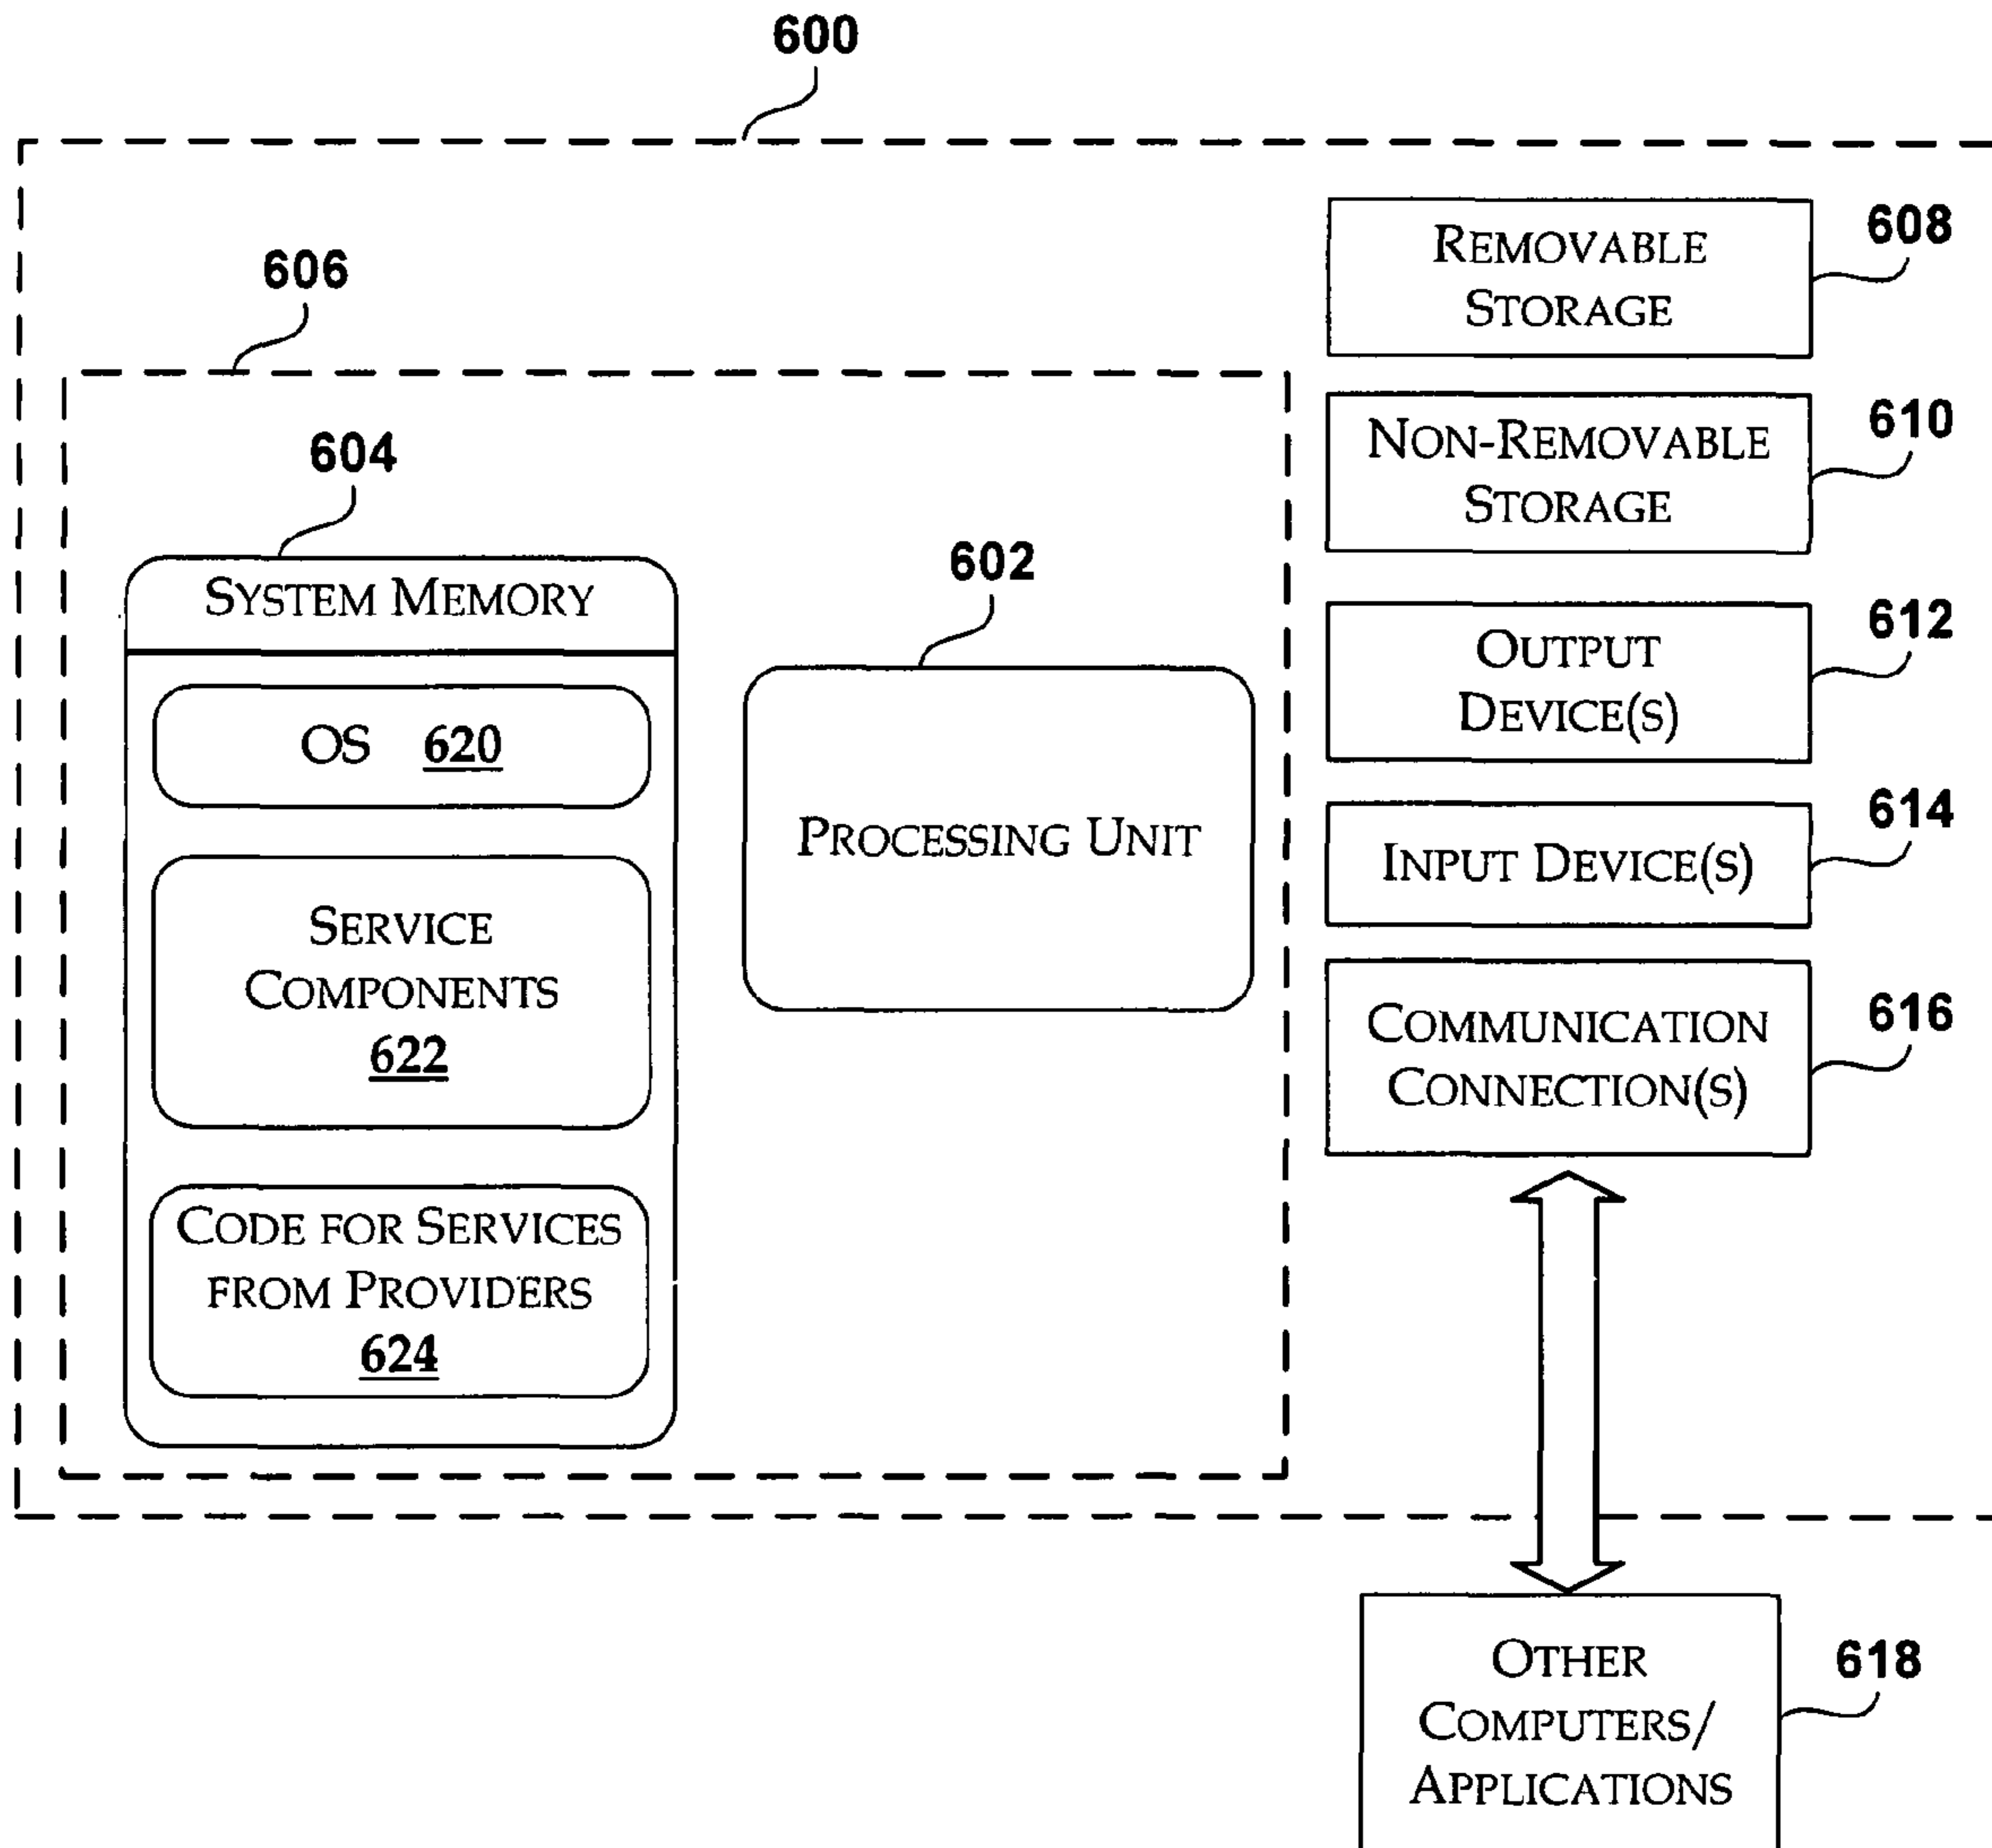 600
606
604
SYSTEM MEMORY
OS 620
SERVICE
COMPONENTS
622
CODE FOR SERVICES
FROM PROVIDERS
624
602
PROCESSING UNIT
REMOVABLE
STORAGE
608
NON-REMOVABLE
STORAGE
610
OUTPUT
DEVICE(S)
612
INPUT DEVICE(S)
614
COMMUNICATION
CONNECTION(S)
616
OTHER
COMPUTERS/
APPLICATIONS
618